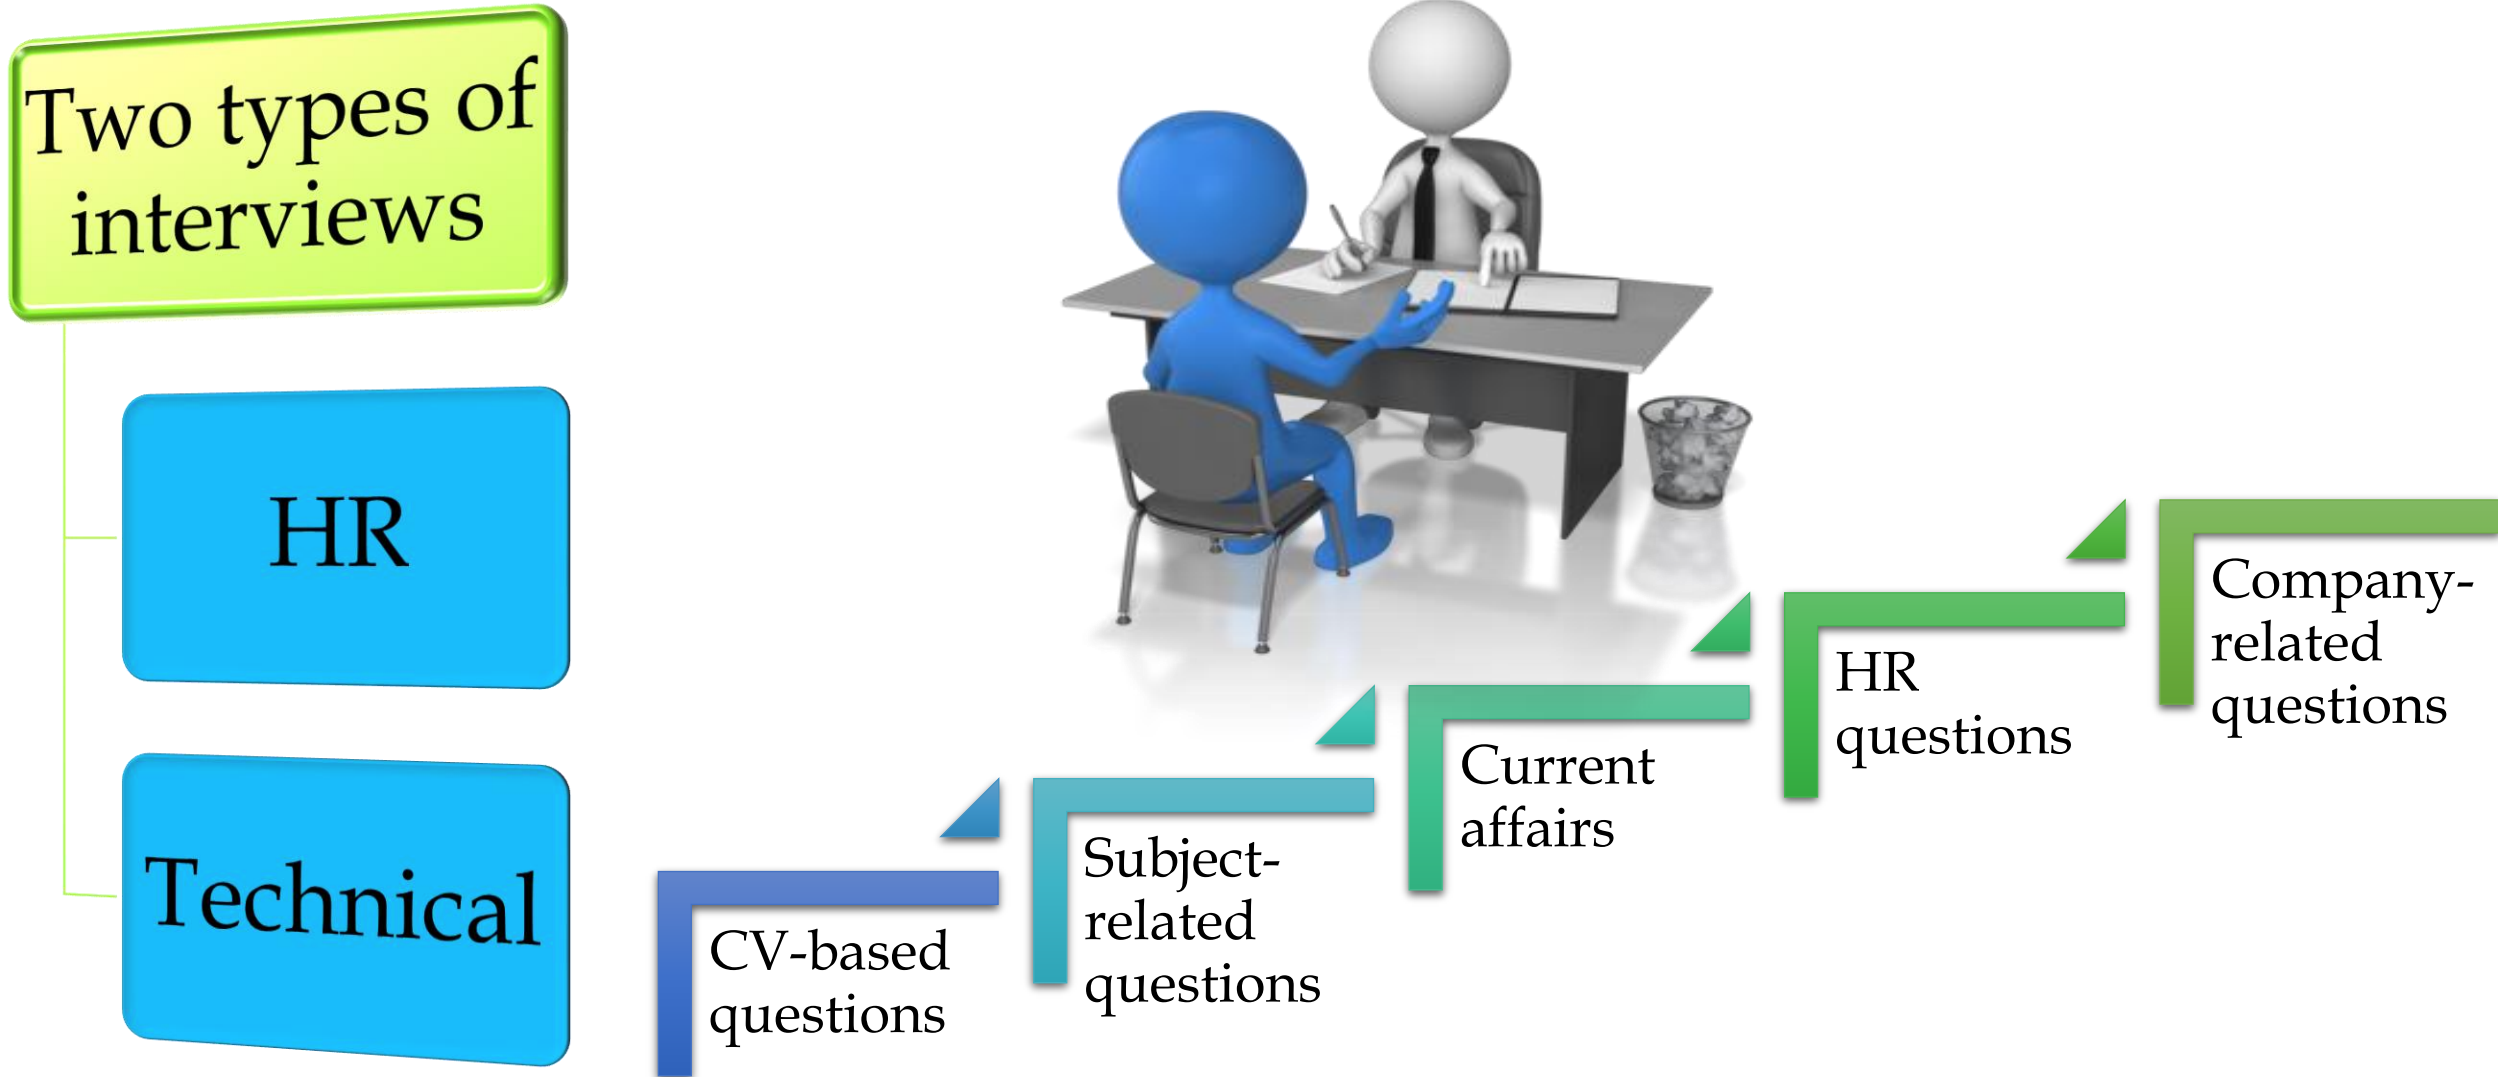 Two types of
interviews
HR
Technical
CV-based
questions
Subject-
related
questions
Current
affairs
HR
questions
Company-
related
questions